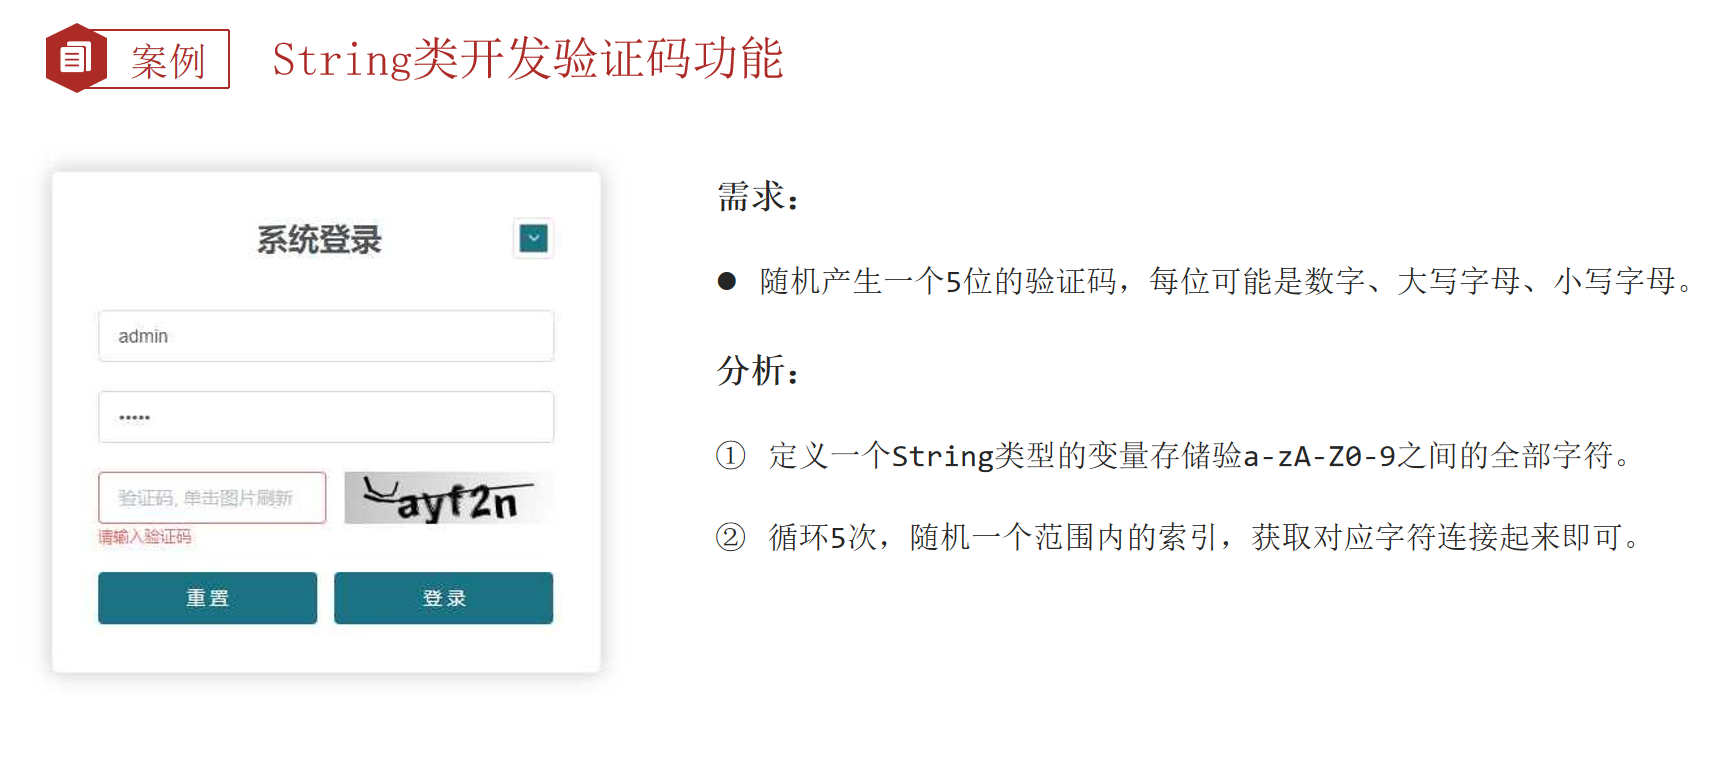 案例
String类开发验证码功能
系统登录
admin
•••••
验证码, 单击图片刷新
ayf2n
请输入验证码
重置
登录
需求：
● 随机产生一个5位的验证码，每位可能是数字、大写字母、小写字母。
分析：
① 定义一个String类型的变量存储验a-zA-Z0-9之间的全部字符。
② 循环5次，随机一个范围内的索引，获取对应字符连接起来即可。